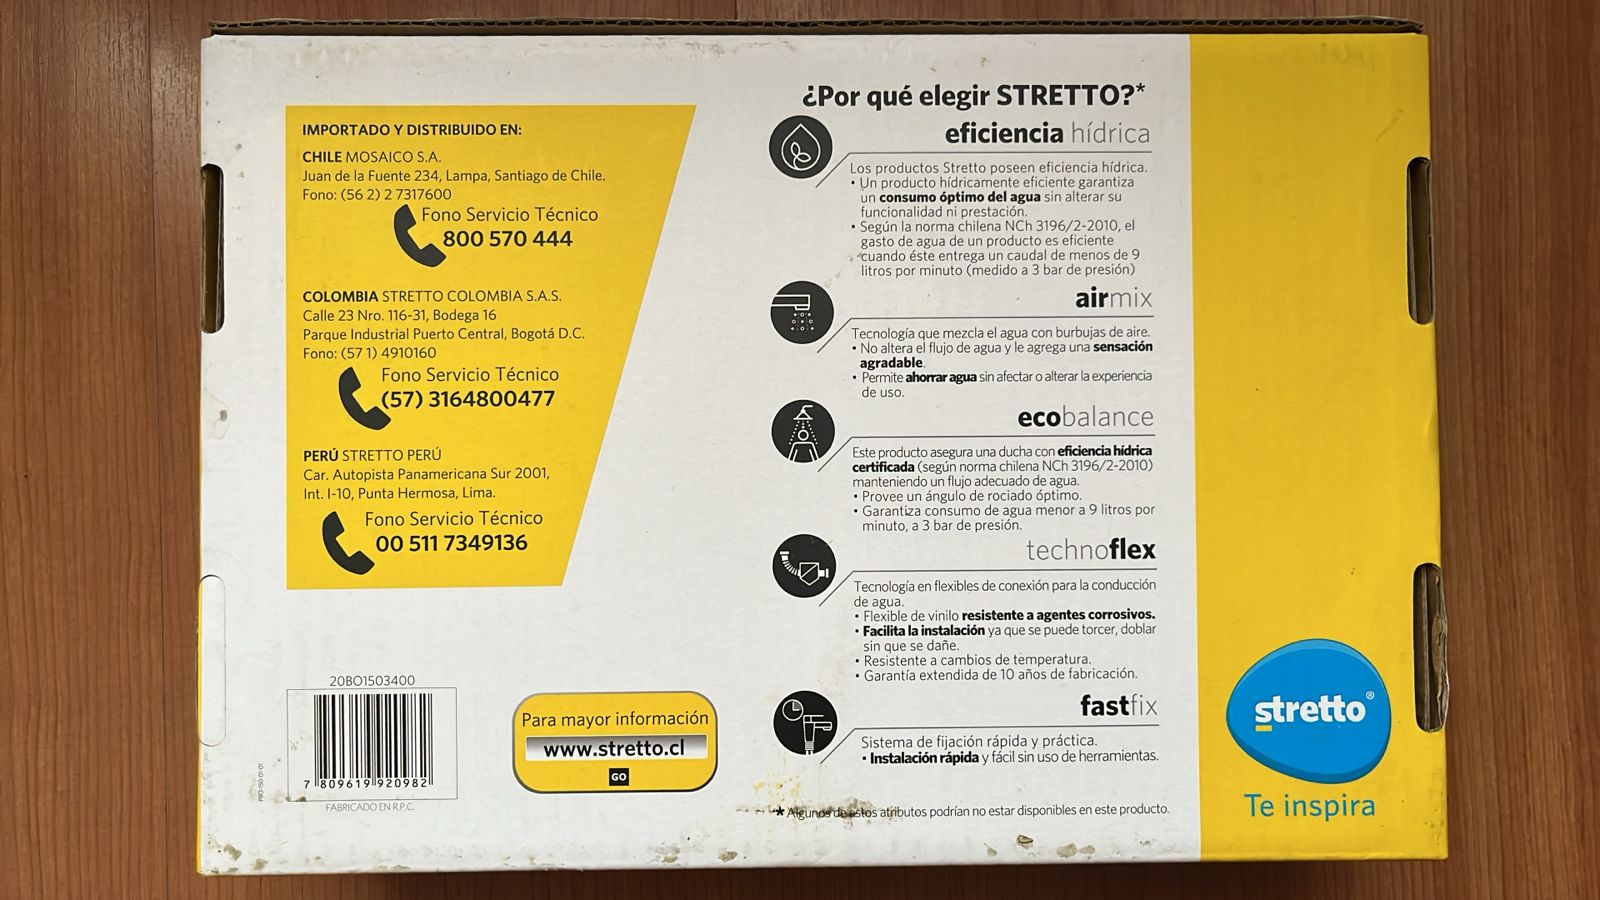 IMPORTADO Y DISTRIBUIDO EN:
CHILE MOSAICO S.A.
Juan de la Fuente 234, Lampa, Santiago de Chile.
Fono: (56 2) 2 7317600
Fono Servicio Técnico
800 570 444
COLOMBIA STRETTO COLOMBIA S.A.S.
Calle 23 Nro. 116-31, Bodega 16
Parque Industrial Puerto Central, Bogotá D.C.
Fono: (57 1) 4910160
Fono Servicio Técnico
(57) 3164800477
PERÚ STRETTO PERÚ
Car. Autopista Panamericana Sur 2001,
Int. I-10, Punta Hermosa, Lima.
Fono Servicio Técnico
00 511 7349136
20BO1503400
7 809619 920982
FABRICADO EN R.P.C.
Para mayor información
www.stretto.cl
GO
¿Por qué elegir STRETTO?*
eficiencia hídrica
Los productos Stretto poseen eficiencia hídrica.
• Un producto hídricamente eficiente garantiza
un consumo óptimo del agua sin alterar su
funcionalidad ni prestación.
• Según la norma chilena NCh 3196/2-2010, el
gasto de agua de un producto es eficiente
cuando éste entrega un caudal de menos de 9
litros por minuto (medido a 3 bar de presión)
airmix
Tecnología que mezcla el agua con burbujas de aire.
• No altera el flujo de agua y le agrega una sensación
agradable.
• Permite ahorrar agua sin afectar o alterar la experiencia
de uso.
ecobalance
Este producto asegura una ducha con eficiencia hídrica
certificada (según norma chilena NCh 3196/2-2010)
manteniendo un flujo adecuado de agua.
• Provee un ángulo de rociado óptimo.
• Garantiza consumo de agua menor a 9 litros por
minuto, a 3 bar de presión.
technoflex
Tecnología en flexibles de conexión para la conducción
de agua.
• Flexible de vinilo resistente a agentes corrosivos.
• Facilita la instalación ya que se puede torcer, doblar
sin que se dañe.
• Resistente a cambios de temperatura.
• Garantía extendida de 10 años de fabricación.
fastfix
Sistema de fijación rápida y práctica.
• Instalación rápida y fácil sin uso de herramientas.
* Algunos de estos atributos podrían no estar disponibles en este producto.
stretto®
Te inspira